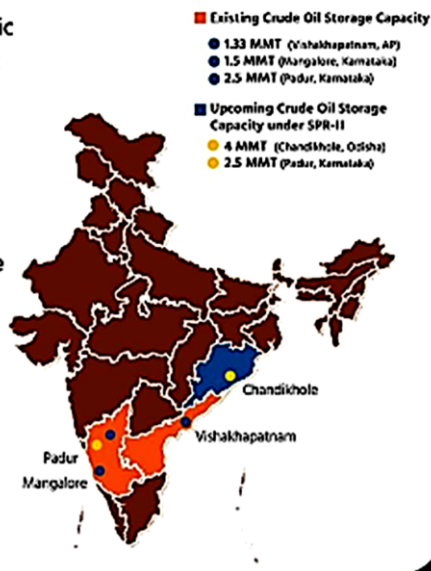 ic
Existing Crude Oil Storage Capacity
1.33 MMT (Vishakhapatnam, AP)
1.5 MMT (Mangalore, Karnataka)
2.5 MMT (Padur, Karnataka)
Upcoming Crude Oil Storage
Capacity under SPR-II
4 MMT (Chandikhole, Odisha)
2.5 MMT (Padur, Karnataka)
e
Chandikhole
Vishakhapatnam
Padur
Mangalore